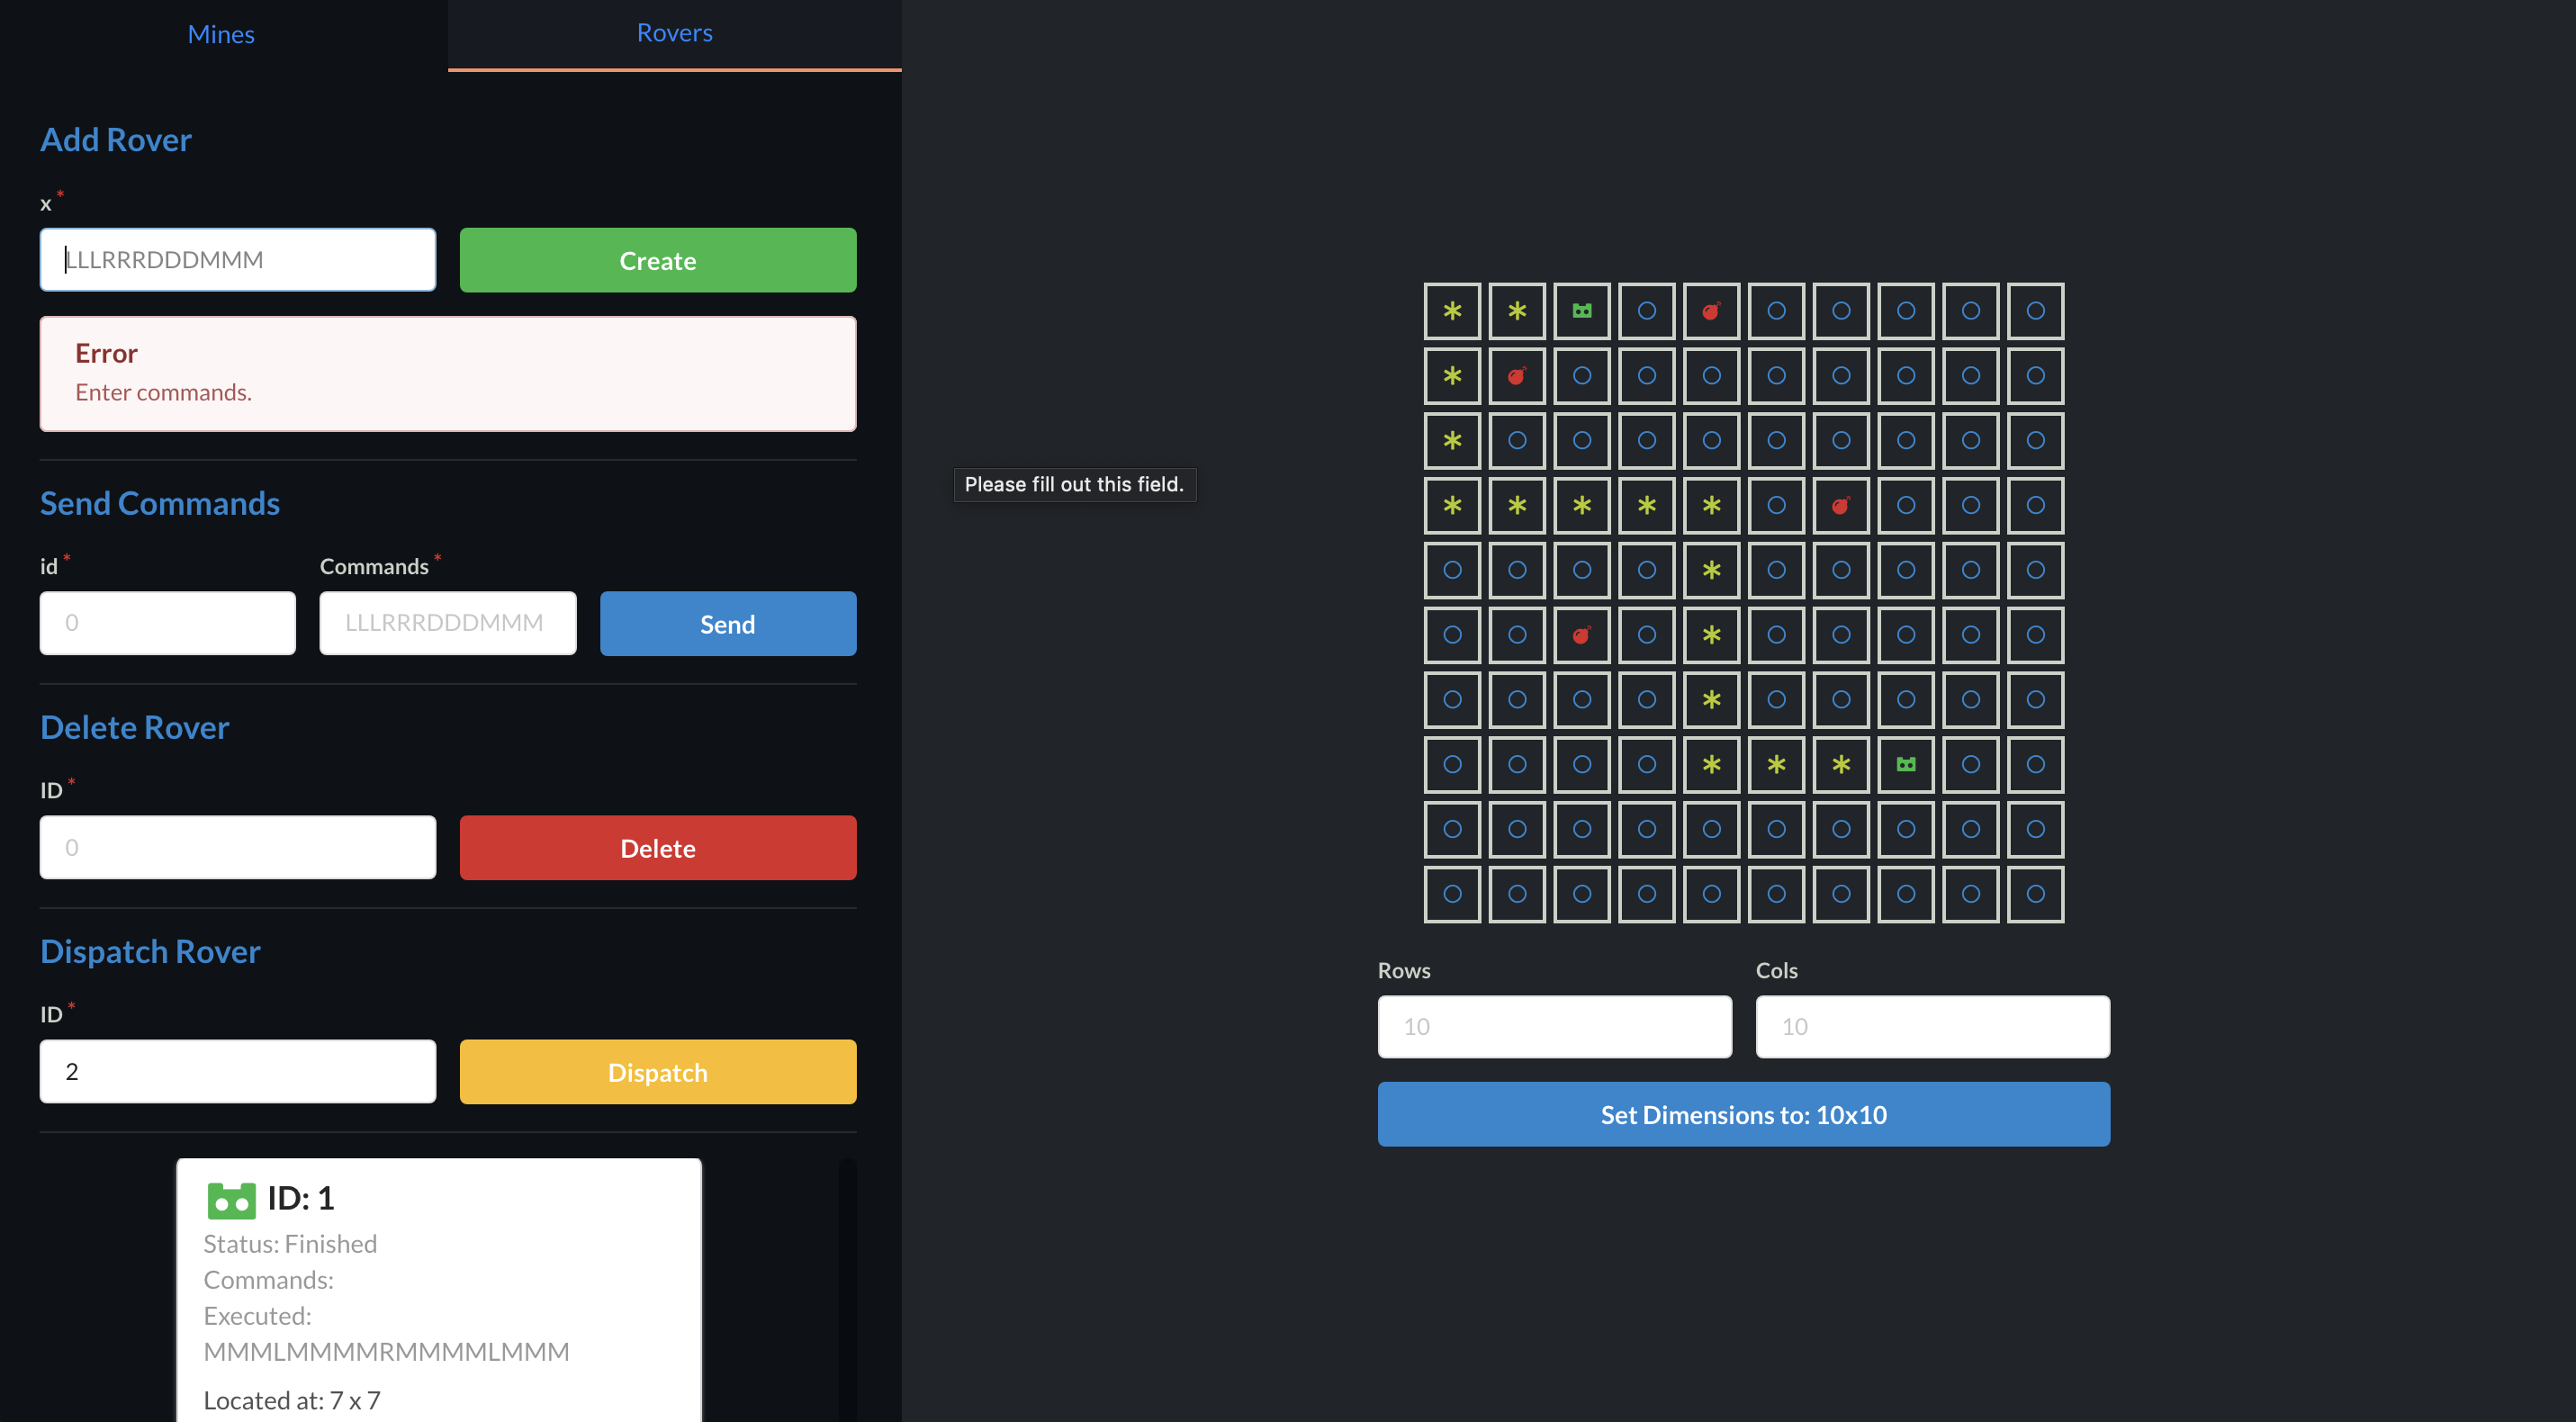 Mines
Rovers
Add Rover
x *
LLLRRRDDDMMM
Create
Error
Enter commands.
Send Commands
id *
Commands *
0
LLLRRRDDDMMM
Send
Delete Rover
ID *
0
Delete
Dispatch Rover
ID *
2
Dispatch
ID: 1
Status: Finished
Commands:
Executed:
MMMLMMMMRMMMMLMMM
Located at: 7 x 7
Please fill out this field.
Rows
Cols
10
10
Set Dimensions to: 10x10